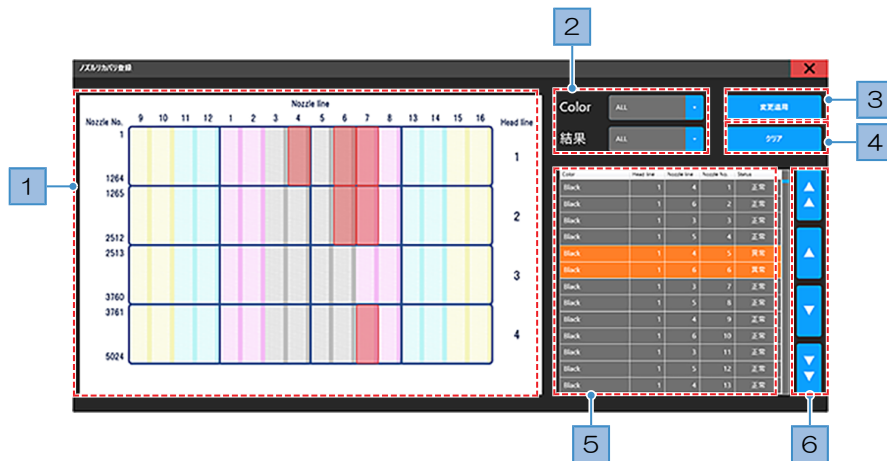 2
ノズルリカバリ登録
Nozzle line
Nozzle No. 9 10 11 12 1 2 3 4 5 6 7 8 13 14 15 16 Head line
1
1264
1
1265
2512
2
2513
3760
3
3761
5024
4
1
Color ALL
結果 ALL
変更適用
3
クリア
4
Color Head line Nozzle line Nozzle No. Status
Black 1 4 1 正常
Black 1 6 2 正常
Black 1 3 3 正常
Black 1 5 4 正常
Black 1 4 5 異常
Black 1 6 6 異常
Black 1 3 7 正常
Black 1 5 8 正常
Black 1 4 9 正常
Black 1 6 10 正常
Black 1 3 11 正常
Black 1 5 12 正常
Black 1 4 13 正常
5
6